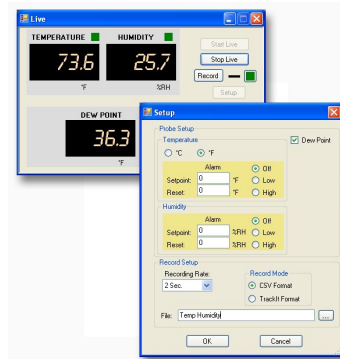 Live
TEMPERATURE HUMIDITY
Start Live
73.6 25.7
Stop Live
Record
°F %RH
Setup
DEW POINT
36.3
°F
Setup
Probe Setup
Temperature
Dew Point
°C °F
Alarm
Off
Setpoint: 0 °F Low
Reset: 0 °F High
Humidity
Alarm
Off
Setpoint: 0 %RH Low
Reset: 0 %RH High
Record Setup
Recording Rate:
Record Mode
2 Sec.
CSV Format
TrackIt Format
File: Temp Humidity ...
OK Cancel